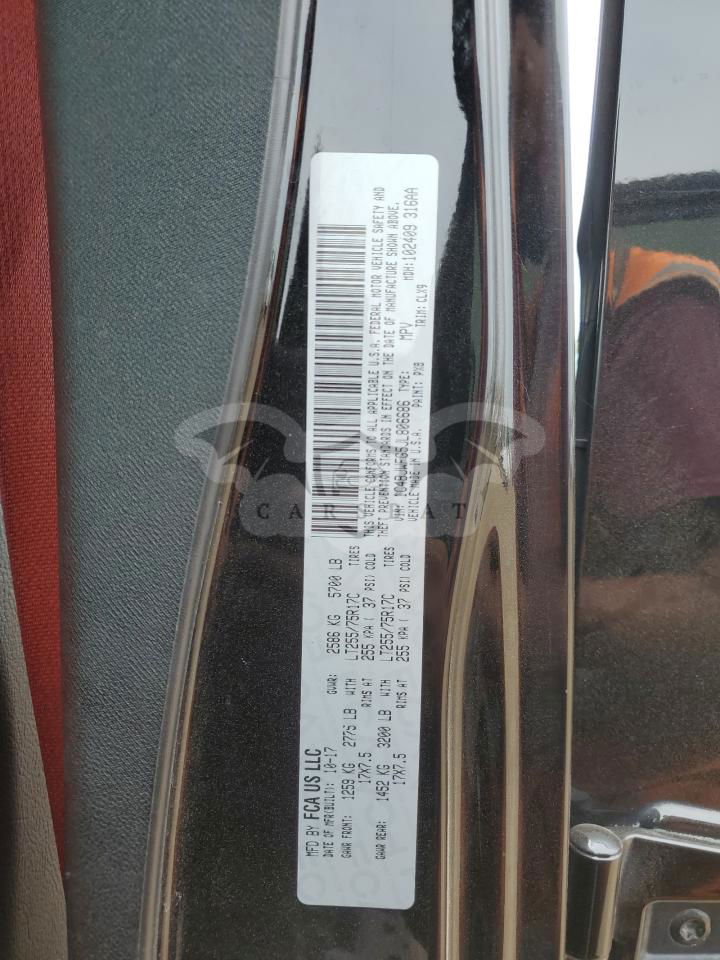 MFD BY FCA US LLC
DATE OF MFR(BUILT): 10-17 GVWR: 2586 KG 5700 LB
GAWR FRONT: 1259 KG 2776 LB WITH LT255/75R17C TIRES
17X7.5 RIMS AT 255 KPA ( 37 PSI) COLD
GAWR REAR: 1452 KG 3200 LB WITH LT255/75R17C TIRES
17X7.5 RIMS AT 255 KPA ( 37 PSI) COLD
THIS VEHICLE CONFORMS TO ALL APPLICABLE U.S.A. FEDERAL MOTOR VEHICLE SAFETY AND
THEFT PREVENTION STANDARDS IN EFFECT ON THE DATE OF MANUFACTURE SHOWN ABOVE.
VIN: 1C4BJWFG5JL806686 TYPE: MPV MDH:102409 316AA
VEHICLE MADE IN U.S.A. PAINT: PX8 TRIM: CLX9
CARSCAT